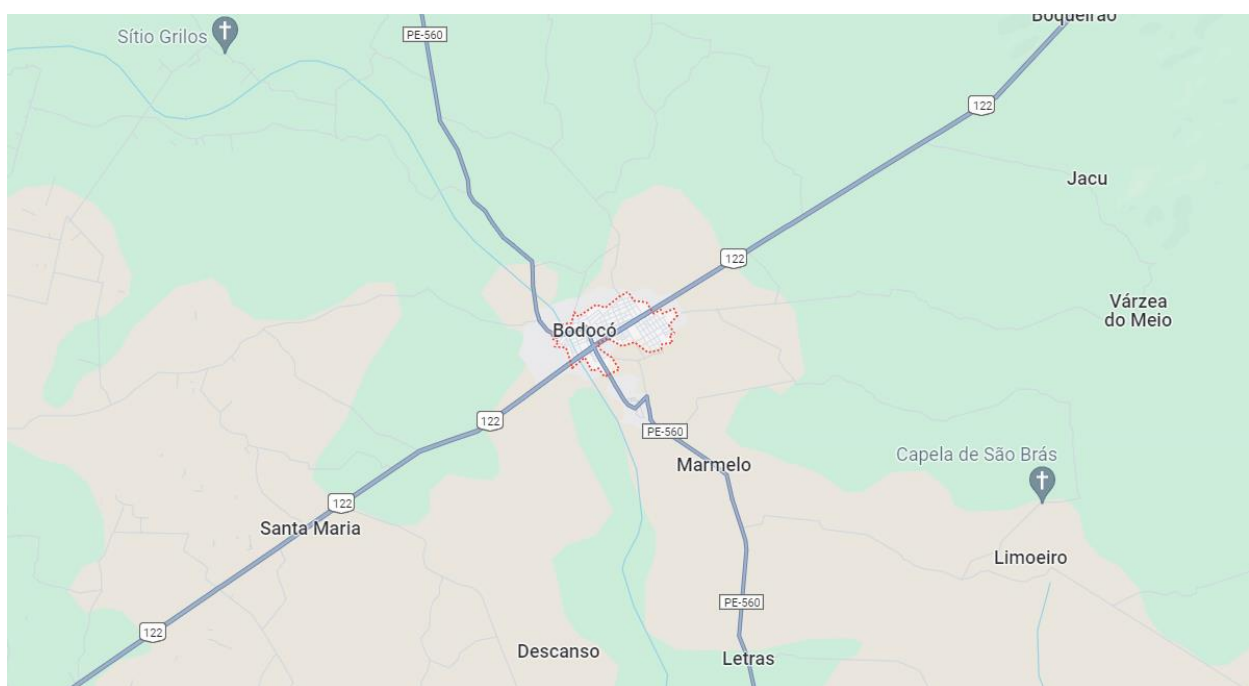 Boqueirão
Sítio Grilos
PE-560
122
Jacu
122
Várzea
do Meio
Bodocó
122
PE-560
Capela de São Brás
Marmelo
122
Santa Maria
Limoeiro
PE-560
122
Descanso
Letras